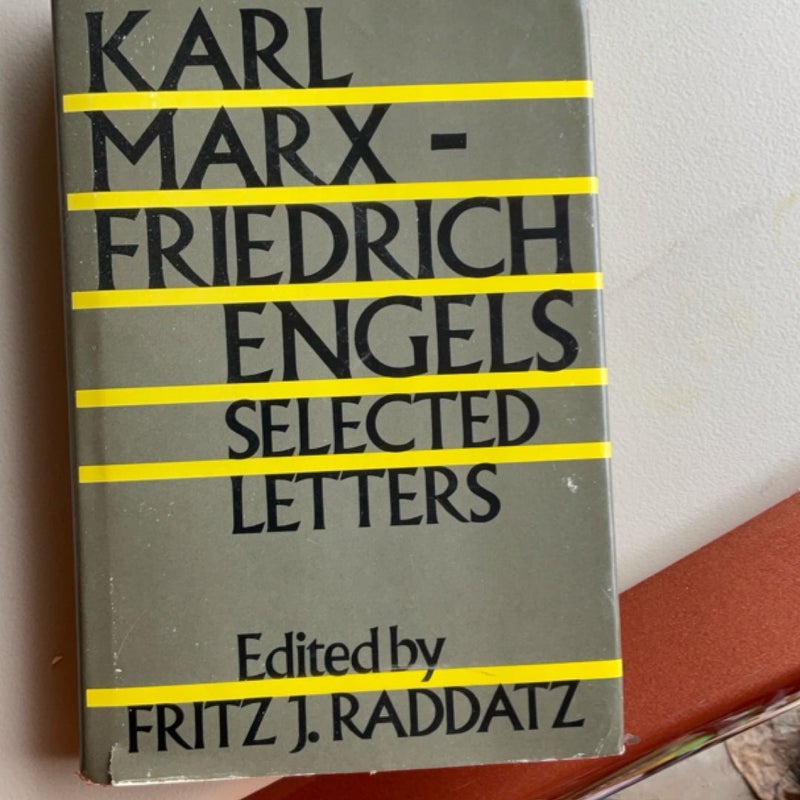 KARL
MARX -
FRIEDRICH
ENGELS
SELECTED
LETTERS
Edited by
FRITZ J. RADDATZ